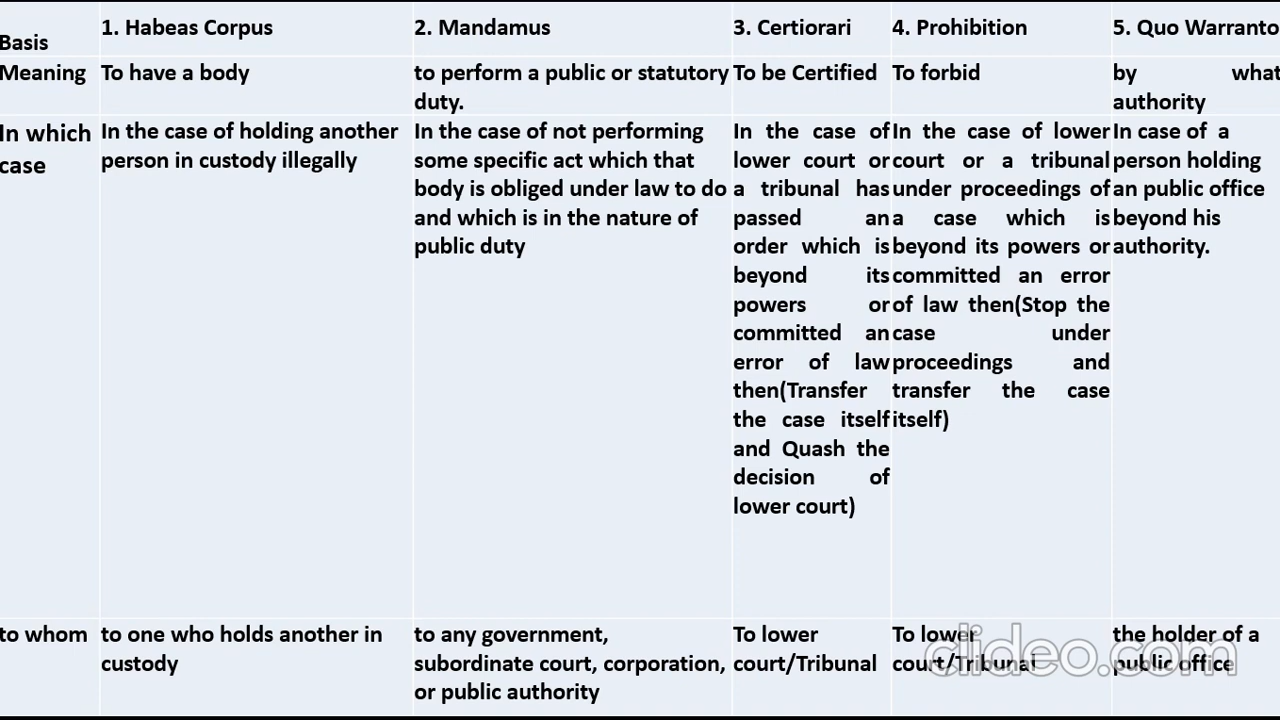 Basis
1. Habeas Corpus
2. Mandamus
3. Certiorari
4. Prohibition
5. Quo Warranto
Meaning
To have a body
to perform a public or statutory
duty.
To be Certified
To forbid
by what
authority
In which
case
In the case of holding another
person in custody illegally
In the case of not performing
some specific act which that
body is obliged under law to do
and which is in the nature of
public duty
In the case of
lower court or
a tribunal has
passed an
order which is
beyond its
powers or
committed an
error of law
then(Transfer
the case itself
and Quash the
decision of
lower court)
In the case of lower
court or a tribunal
under proceedings of
a case which is
beyond its powers or
committed an error
of law then(Stop the
case under
proceedings and
transfer the case
itself)
In case of a
person holding
an public office
beyond his
authority.
to whom
to one who holds another in
custody
to any government,
subordinate court, corporation,
or public authority
To lower
court/Tribunal
To lower
court/Tribunal
the holder of a
public office
clideo.com